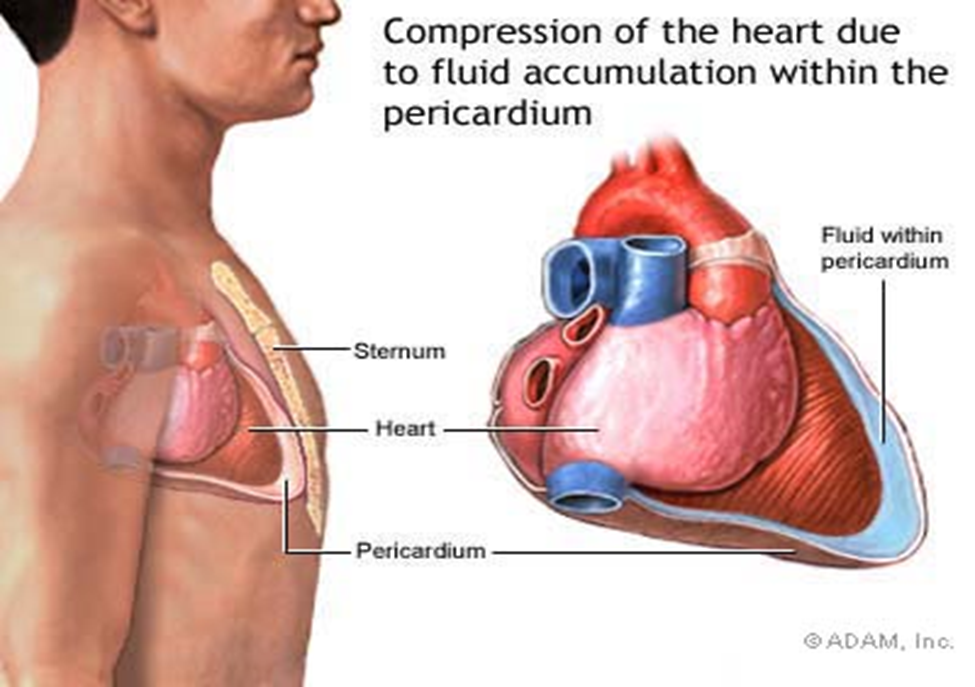 Compression of the heart due
to fluid accumulation within the
pericardium
Fluid within
pericardium
Sternum
Heart
Pericardium
©ADAM, Inc.